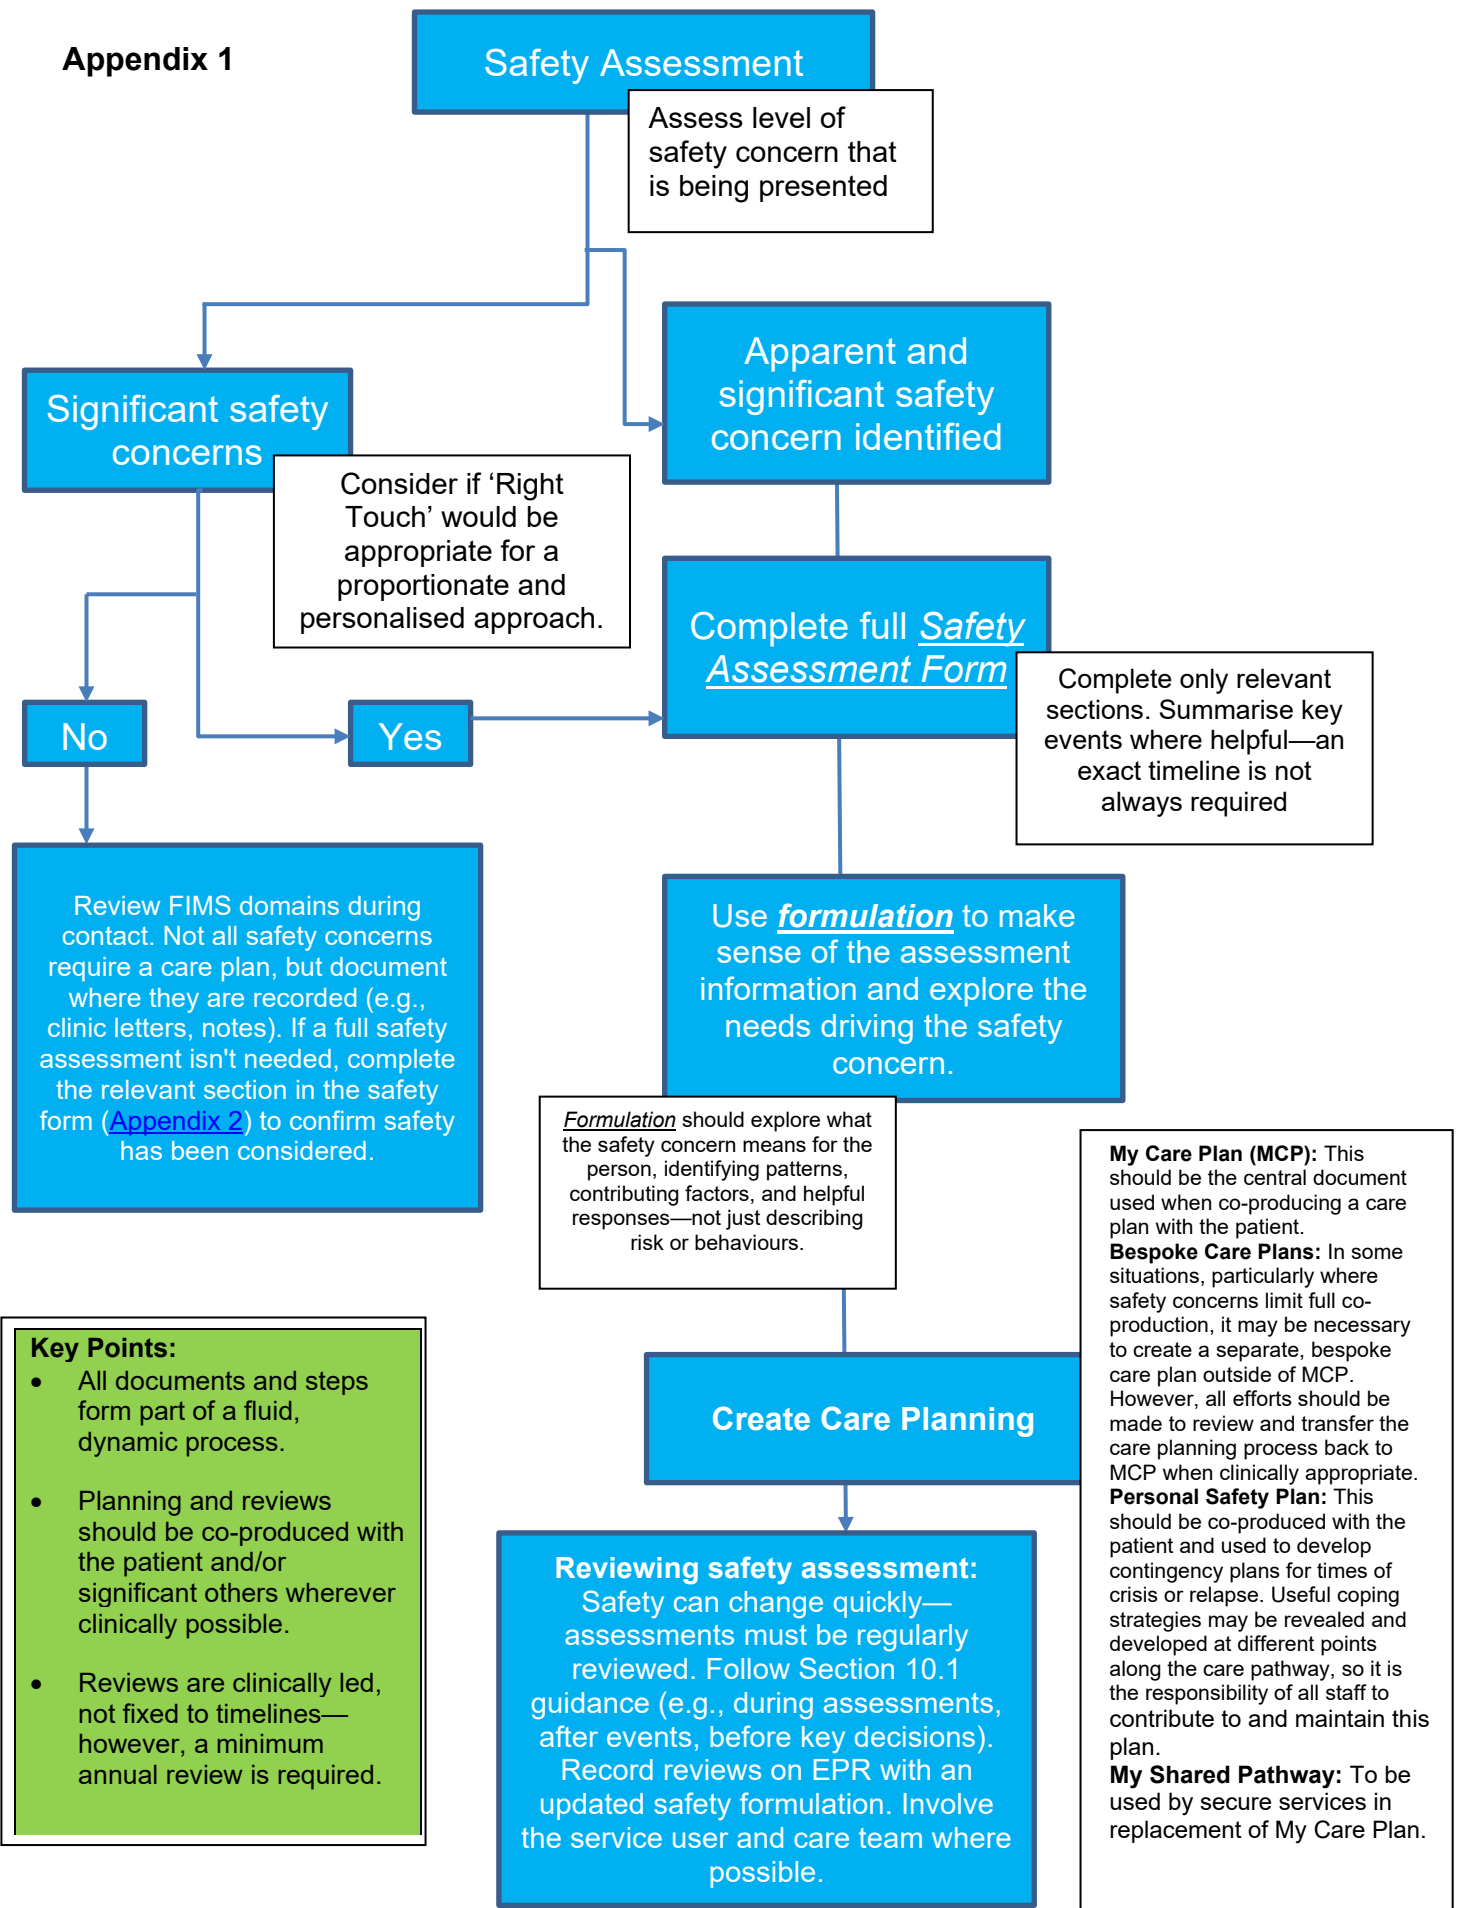 Appendix 1
Safety Assessment
Assess level of
safety concern that
is being presented
Significant safety
concerns
Apparent and
significant safety
concern identified
Consider if ‘Right
Touch’ would be
appropriate for a
proportionate and
personalised approach.
Complete full Safety
Assessment Form
Complete only relevant
sections. Summarise key
events where helpful—an
exact timeline is not
always required
No
Yes
Review FIMS domains during
contact. Not all safety concerns
require a care plan, but document
where they are recorded (e.g.,
clinic letters, notes). If a full safety
assessment isn't needed, complete
the relevant section in the safety
form (Appendix 2) to confirm safety
has been considered.
Use formulation to make
sense of the assessment
information and explore the
needs driving the safety
concern.
Formulation should explore what
the safety concern means for the
person, identifying patterns,
contributing factors, and helpful
responses—not just describing
risk or behaviours.
My Care Plan (MCP): This
should be the central document
used when co-producing a care
plan with the patient.
Bespoke Care Plans: In some
situations, particularly where
safety concerns limit full co-
production, it may be necessary
to create a separate, bespoke
care plan outside of MCP.
However, all efforts should be
made to review and transfer the
care planning process back to
MCP when clinically appropriate.
Personal Safety Plan: This
should be co-produced with the
patient and used to develop
contingency plans for times of
crisis or relapse. Useful coping
strategies may be revealed and
developed at different points
along the care pathway, so it is
the responsibility of all staff to
contribute to and maintain this
plan.
My Shared Pathway: To be
used by secure services in
replacement of My Care Plan.
Key Points:
• All documents and steps
form part of a fluid,
dynamic process.
• Planning and reviews
should be co-produced with
the patient and/or
significant others wherever
clinically possible.
• Reviews are clinically led,
not fixed to timelines—
however, a minimum
annual review is required.
Create Care Planning
Reviewing safety assessment:
Safety can change quickly—
assessments must be regularly
reviewed. Follow Section 10.1
guidance (e.g., during assessments,
after events, before key decisions).
Record reviews on EPR with an
updated safety formulation. Involve
the service user and care team where
possible.